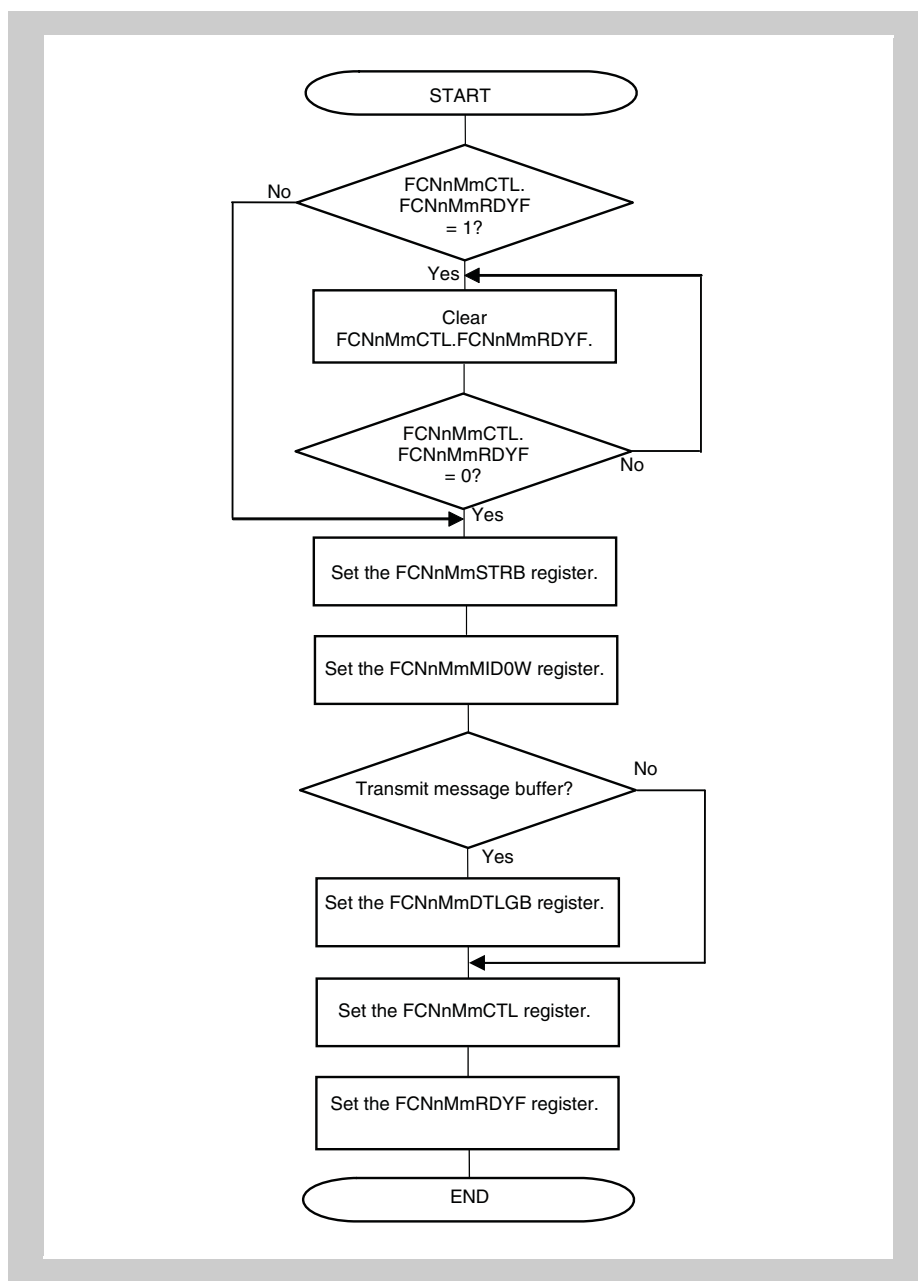 START
FCNnMmCTL.
FCNnMmRDYF
= 1?
No
Yes
Clear
FCNnMmCTL.FCNnMmRDYF.
FCNnMmCTL.
FCNnMmRDYF
= 0?
No
Yes
Set the FCNnMmSTRB register.
Set the FCNnMmMID0W register.
Transmit message buffer?
No
Yes
Set the FCNnMmDTLGB register.
Set the FCNnMmCTL register.
Set the FCNnMmRDYF register.
END